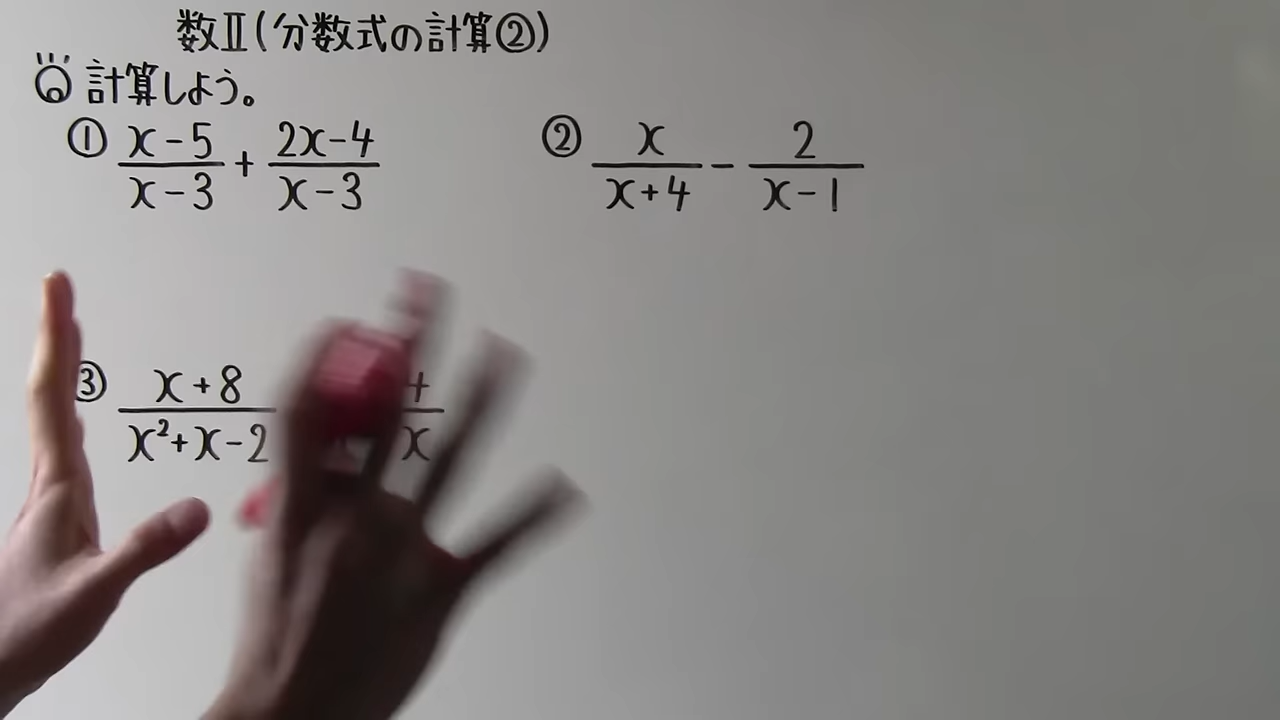 数Ⅱ(分数式の計算②)
Q 計算しよう。
① (x-5)/(x-3) + (2x-4)/(x-3)
② x/(x+4) - 2/(x-1)
③ (x+8)/(x²+x-2)